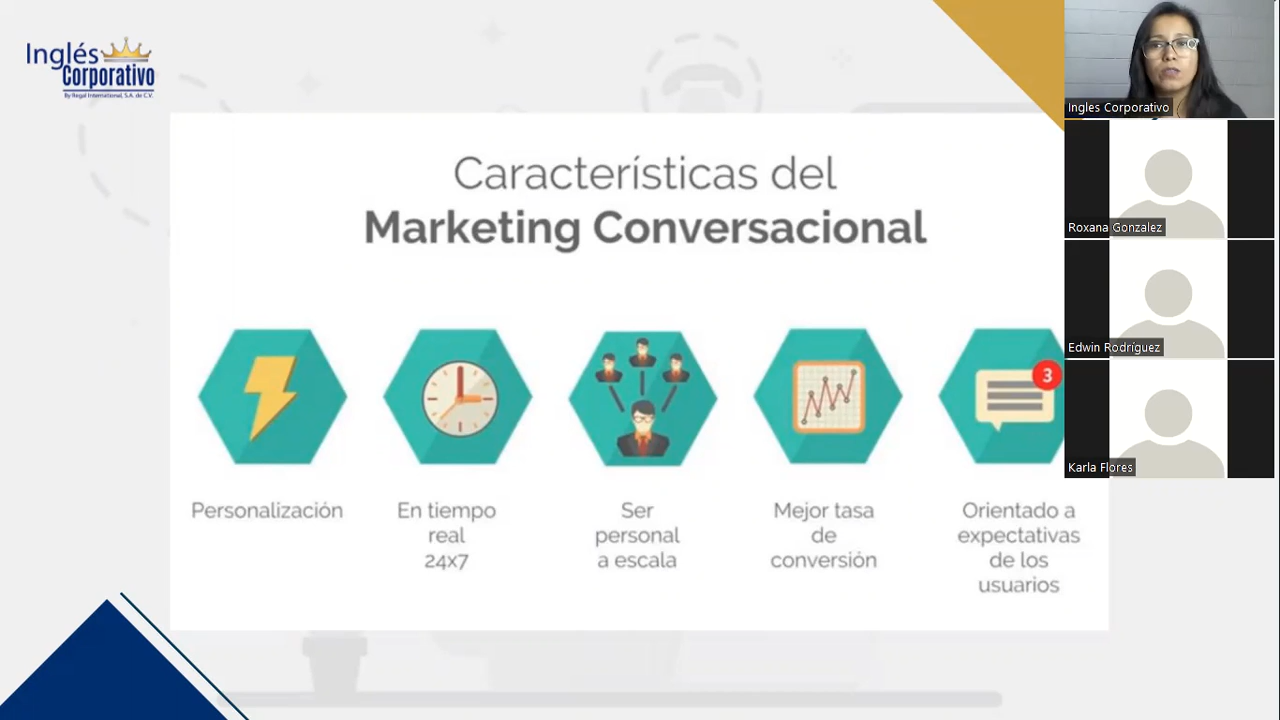 Inglés
Corporativo
By Regal International, S.A. de C.V.
Características del
Marketing Conversacional
3
Personalización
En tiempo
real
24x7
Ser
personal
a escala
Mejor tasa
de
conversión
Orientado a
expectativas
de los
usuarios
Ingles Corporativo
Roxana Gonzalez
Edwin Rodríguez
Karla Flores